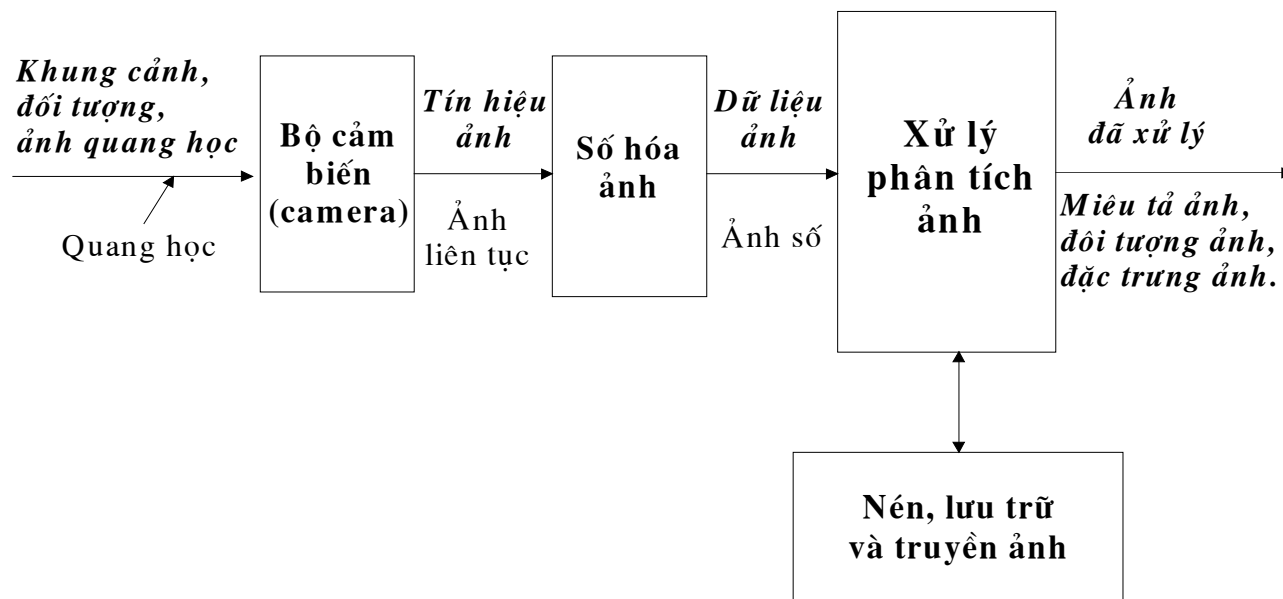 Khung cảnh,
đối tượng,
ảnh quang học
Quang học
Bộ cảm
biến
(camera)
Tín hiệu
ảnh
Ảnh
liên tục
Số hóa
ảnh
Dữ liệu
ảnh
Ảnh số
Xử lý
phân tích
ảnh
Ảnh
đã xử lý
Miêu tả ảnh,
đôi tượng ảnh,
đặc trưng ảnh.
Nén, lưu trữ
và truyền ảnh